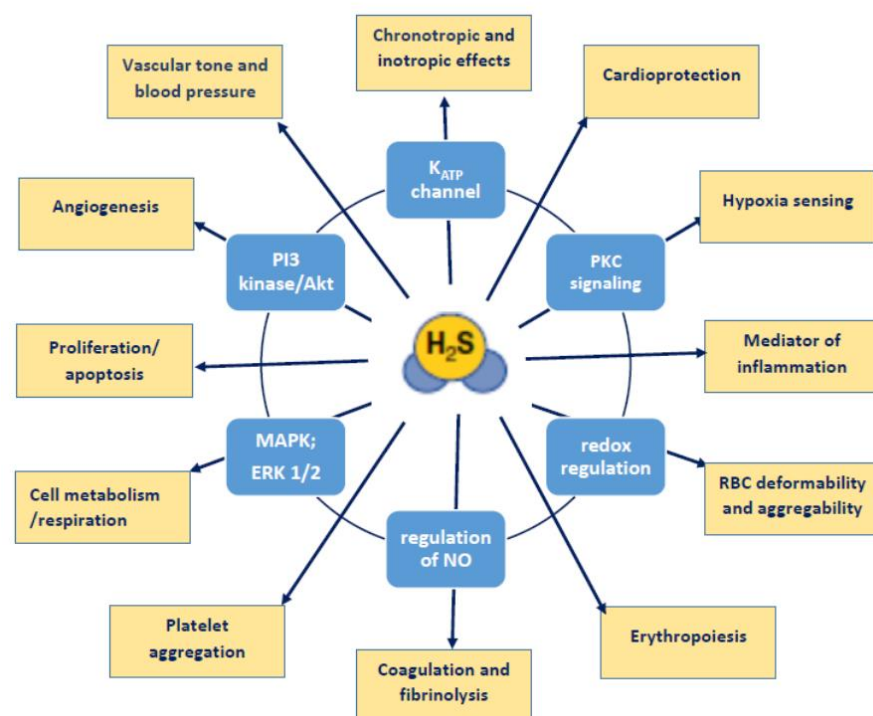 Chronotropic and
inotropic effects
Vascular tone and
blood pressure
Cardioprotection
K_ATP
channel
Angiogenesis
Hypoxia sensing
PI3
kinase/Akt
PKC
signaling
H₂S
Proliferation/
apoptosis
Mediator of
inflammation
MAPK;
ERK 1/2
redox
regulation
Cell metabolism
/respiration
RBC deformability
and aggregability
regulation
of NO
Platelet
aggregation
Erythropoiesis
Coagulation and
fibrinolysis